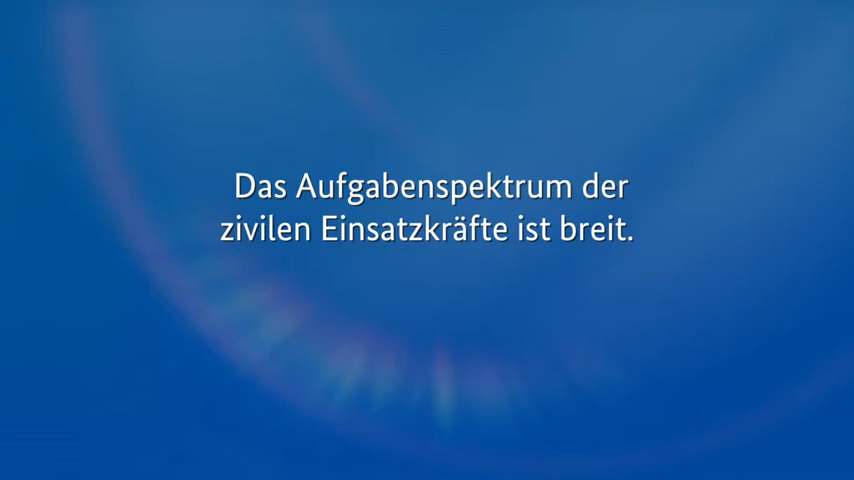 Das Aufgabenspektrum der
zivilen Einsatzkräfte ist breit.